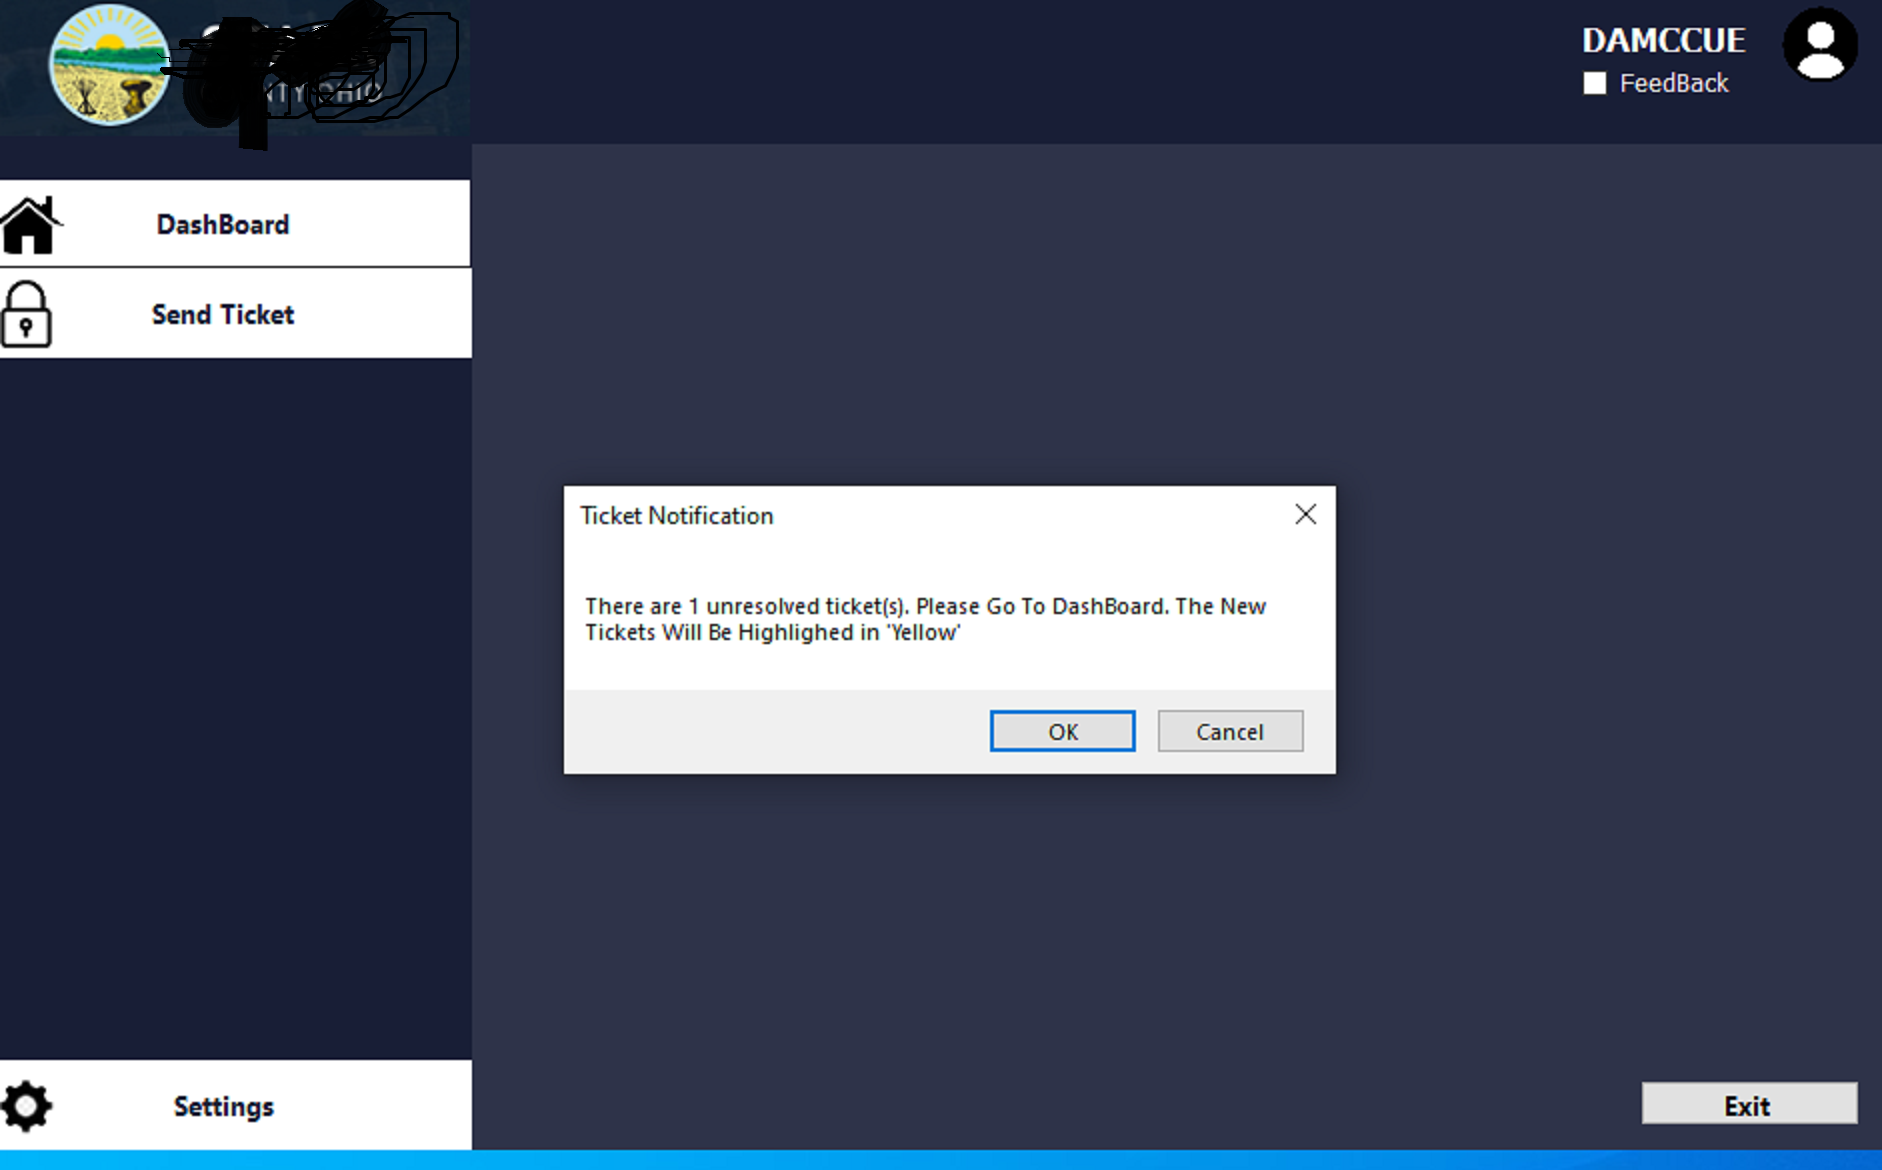 DAMCCUE
FeedBack
DashBoard
Send Ticket
Ticket Notification
There are 1 unresolved ticket(s). Please Go To DashBoard. The New
Tickets Will Be Highlighed in 'Yellow'
OK Cancel
Settings
Exit